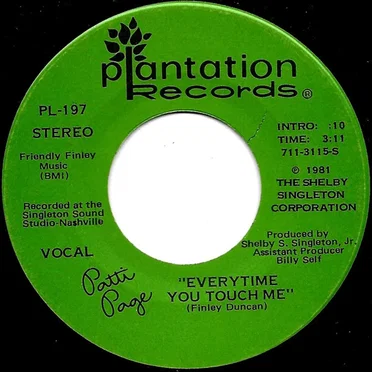 plantation
Records®
PL-197
STEREO
Friendly Finley
Music
(BMI)
Recorded at the
Singleton Sound
Studio-Nashville
VOCAL
INTRO: :10
TIME: 3:11
711-3115-S
℗ 1981
THE SHELBY
SINGLETON
CORPORATION
Produced by
Shelby S. Singleton, Jr.
Assistant Producer
Billy Self
Patti
Page
"EVERYTIME
YOU TOUCH ME"
(Finley Duncan)